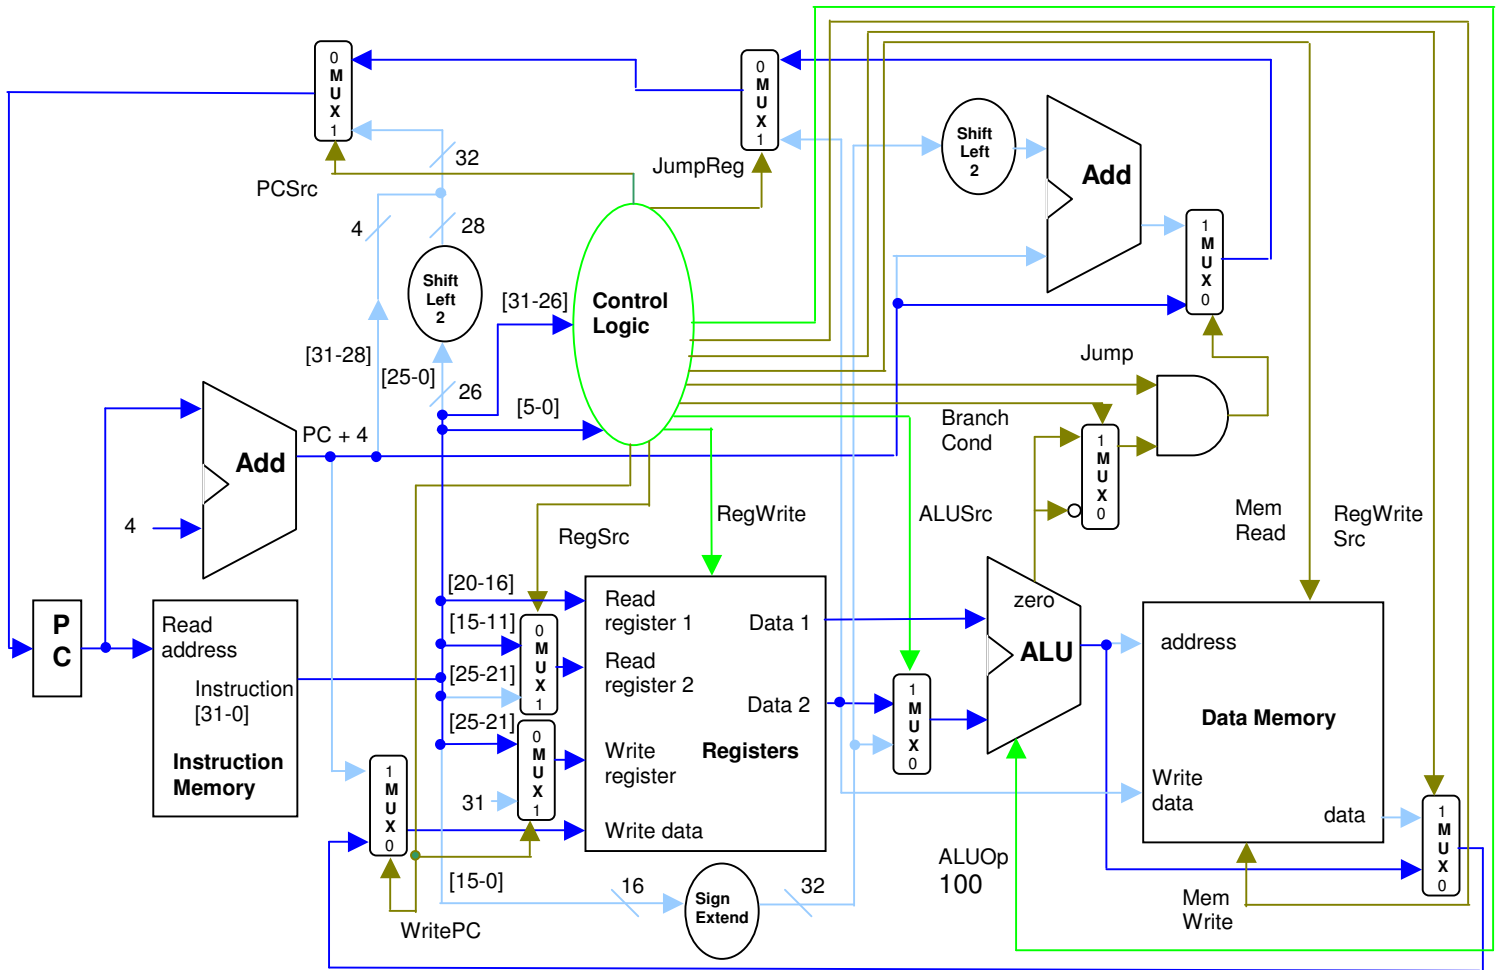 0
M
U
X
1
0
M
U
X
1
32
PCSrc
JumpReg
4
28
Shift
Left
2
Add
Shift
Left
2
1
M
U
X
0
[31-26]
Control
Logic
[31-28]
[25-0]
26
Jump
[5-0]
Branch
Cond
PC + 4
Add
1
M
U
X
0
4
RegSrc
RegWrite
ALUSrc
Mem
Read
RegWrite
Src
[20-16]
[15-11]
[25-21]
[25-21]
0
M
U
X
1
0
M
U
X
1
31
Read
register 1
Data 1
Read
register 2
Data 2
Registers
Write
register
Write data
zero
ALU
1
M
U
X
0
P
C
Read
address
Instruction
[31-0]
Instruction
Memory
address
Data Memory
Write
data
data
1
M
U
X
0
1
M
U
X
0
[15-0]
16
Sign
Extend
32
ALUOp
100
Mem
Write
WritePC